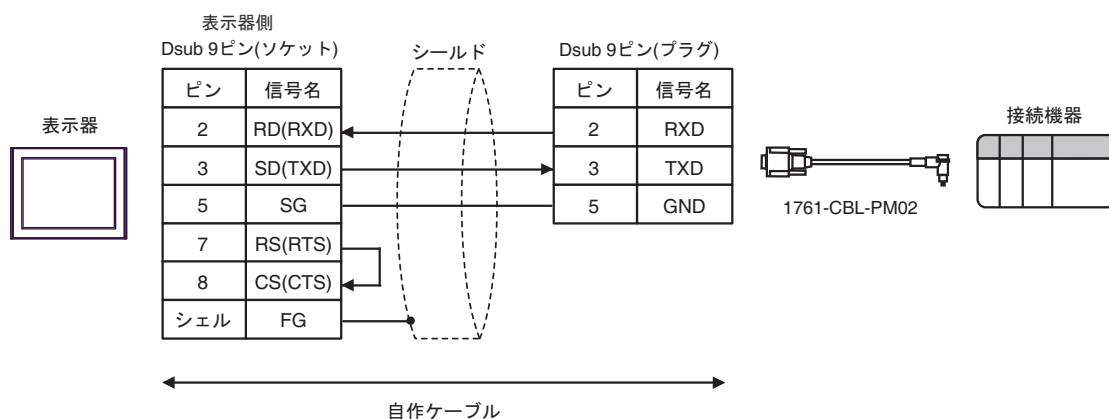 表示器側
Dsub 9ピン(ソケット)
シールド
Dsub 9ピン(プラグ)
ピン 信号名
ピン 信号名
表示器
接続機器
2 RD(RXD)
2 RXD
3 SD(TXD)
3 TXD
5 SG
5 GND
1761-CBL-PM02
7 RS(RTS)
8 CS(CTS)
シェル FG
自作ケーブル